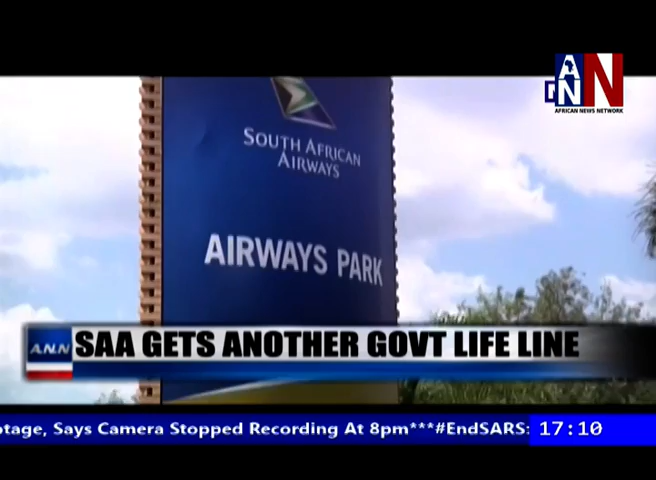 ANN
AFRICAN NEWS NETWORK
SOUTH AFRICAN
AIRWAYS
AIRWAYS PARK
A.N.N
SAA GETS ANOTHER GOVT LIFE LINE
otage, Says Camera Stopped Recording At 8pm***#EndSARS:
17:10